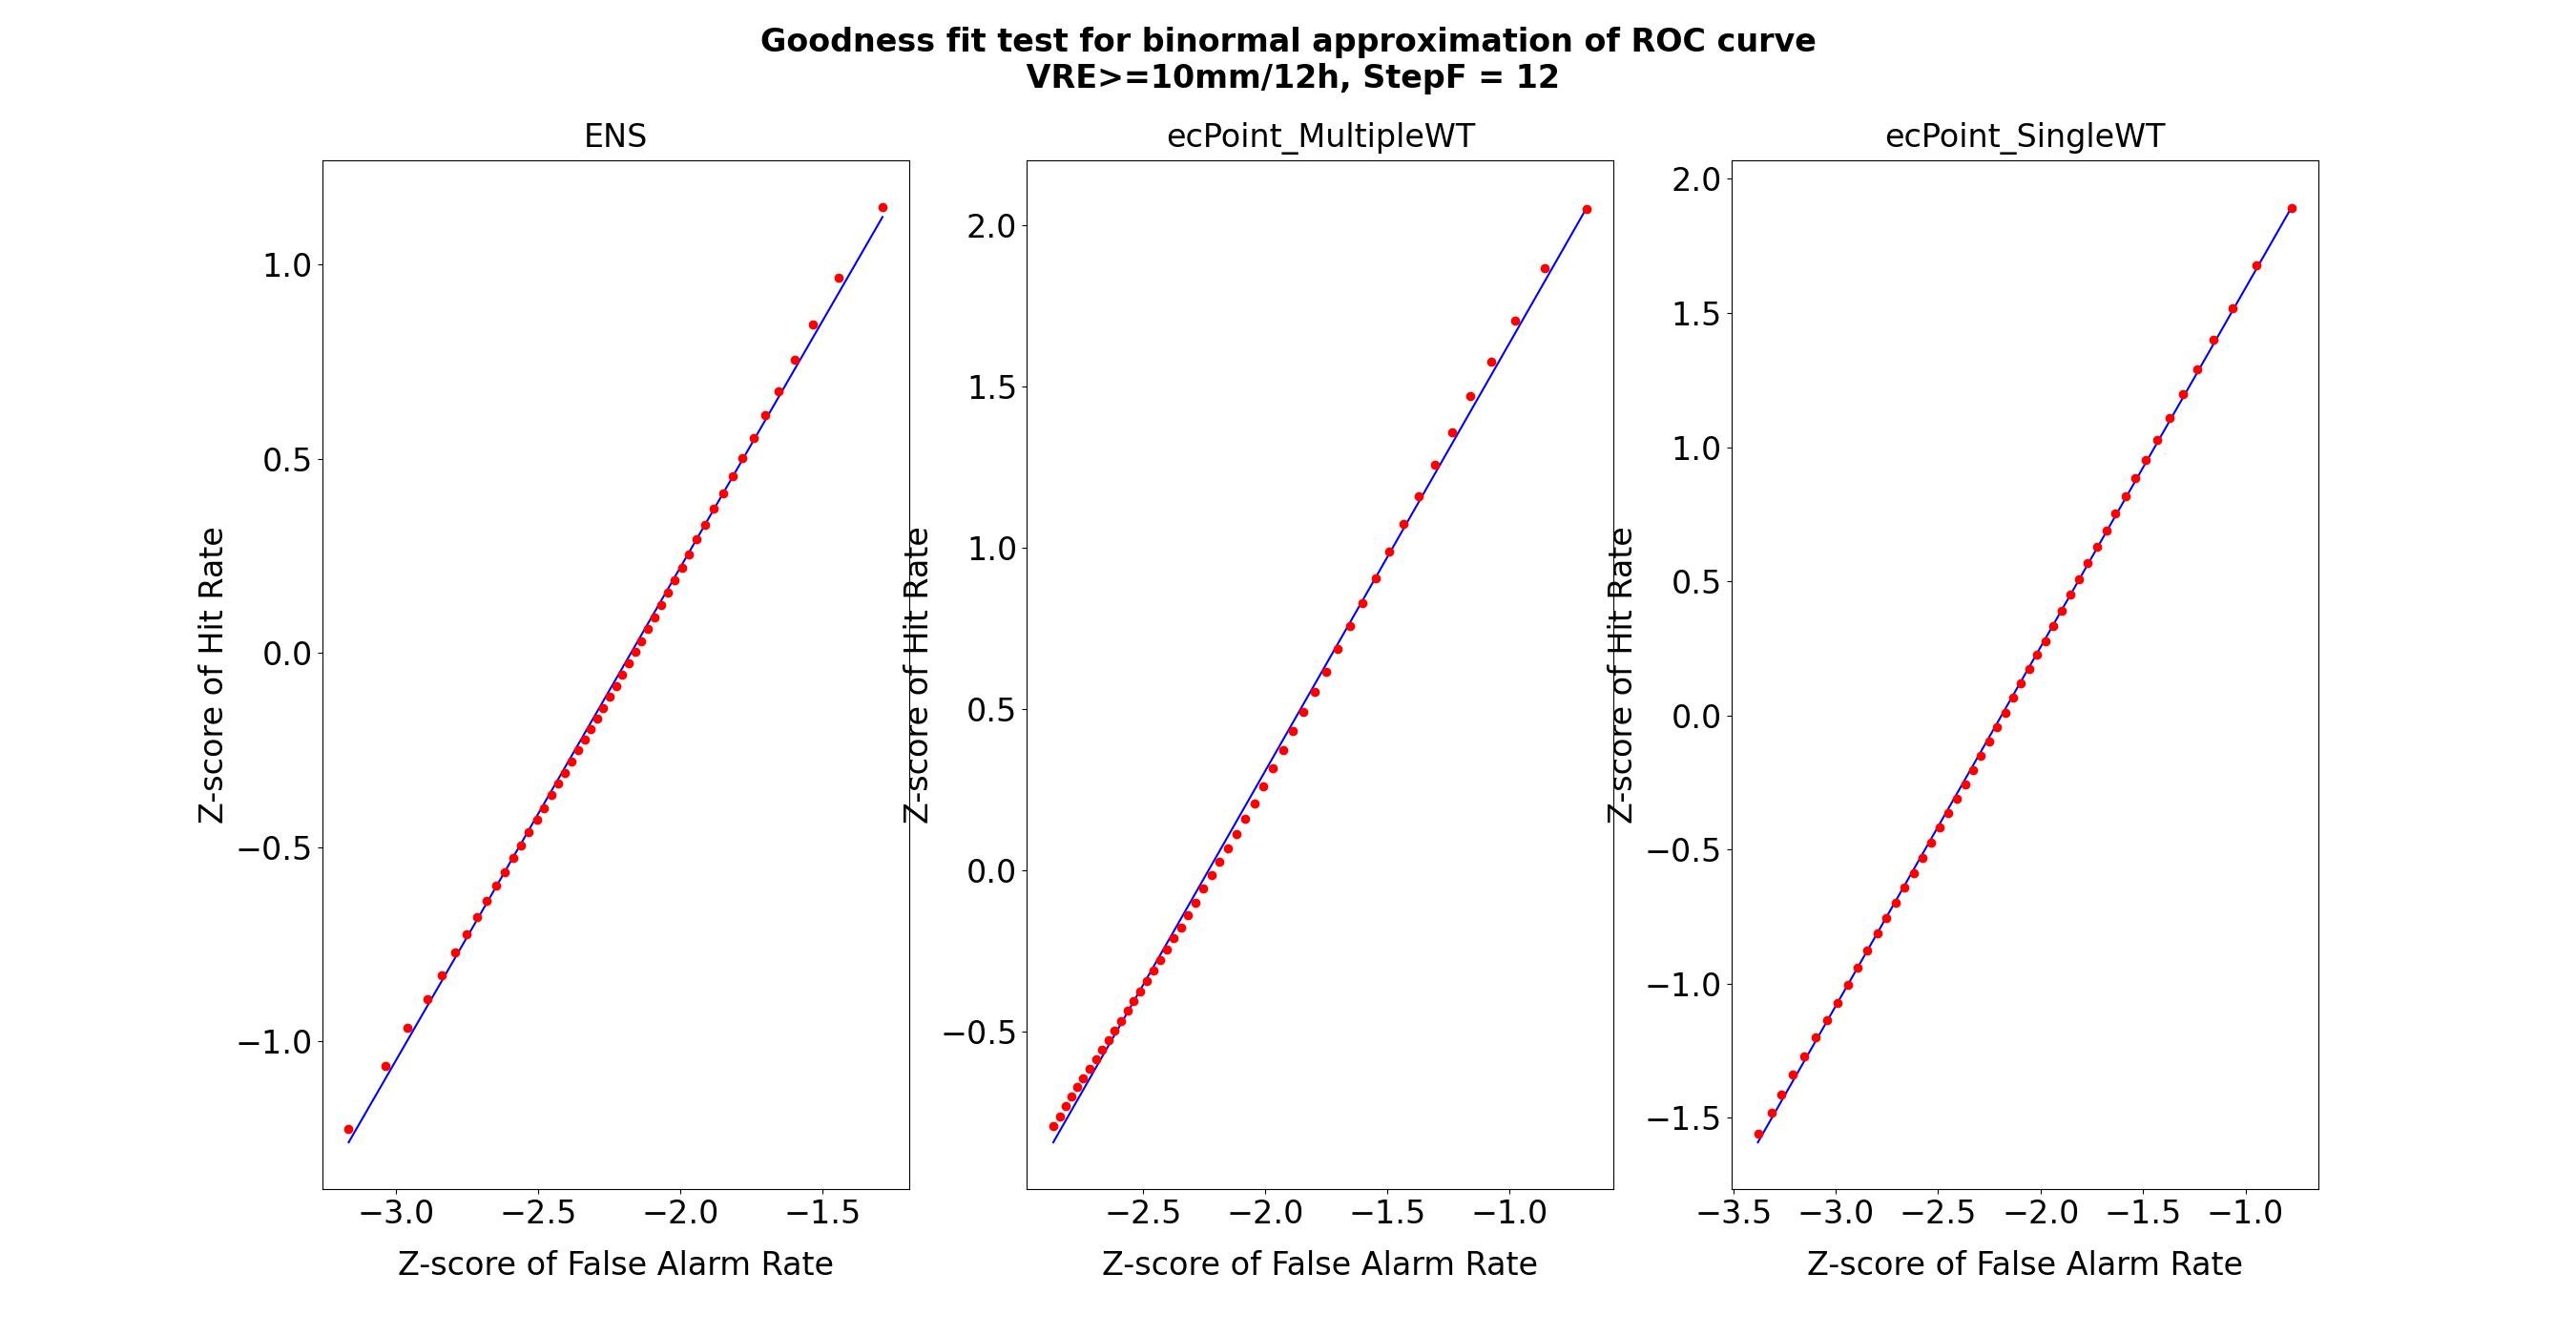 Goodness fit test for binormal approximation of ROC curve
VRE>=10mm/12h, StepF = 12
ENS
1.0
0.5
0.0
−0.5
−1.0
Z-score of Hit Rate
−3.0 −2.5 −2.0 −1.5
Z-score of False Alarm Rate
ecPoint_MultipleWT
2.0
1.5
1.0
0.5
0.0
−0.5
Z-score of Hit Rate
−2.5 −2.0 −1.5 −1.0
Z-score of False Alarm Rate
ecPoint_SingleWT
2.0
1.5
1.0
0.5
0.0
−0.5
−1.0
−1.5
Z-score of Hit Rate
−3.5 −3.0 −2.5 −2.0 −1.5 −1.0
Z-score of False Alarm Rate